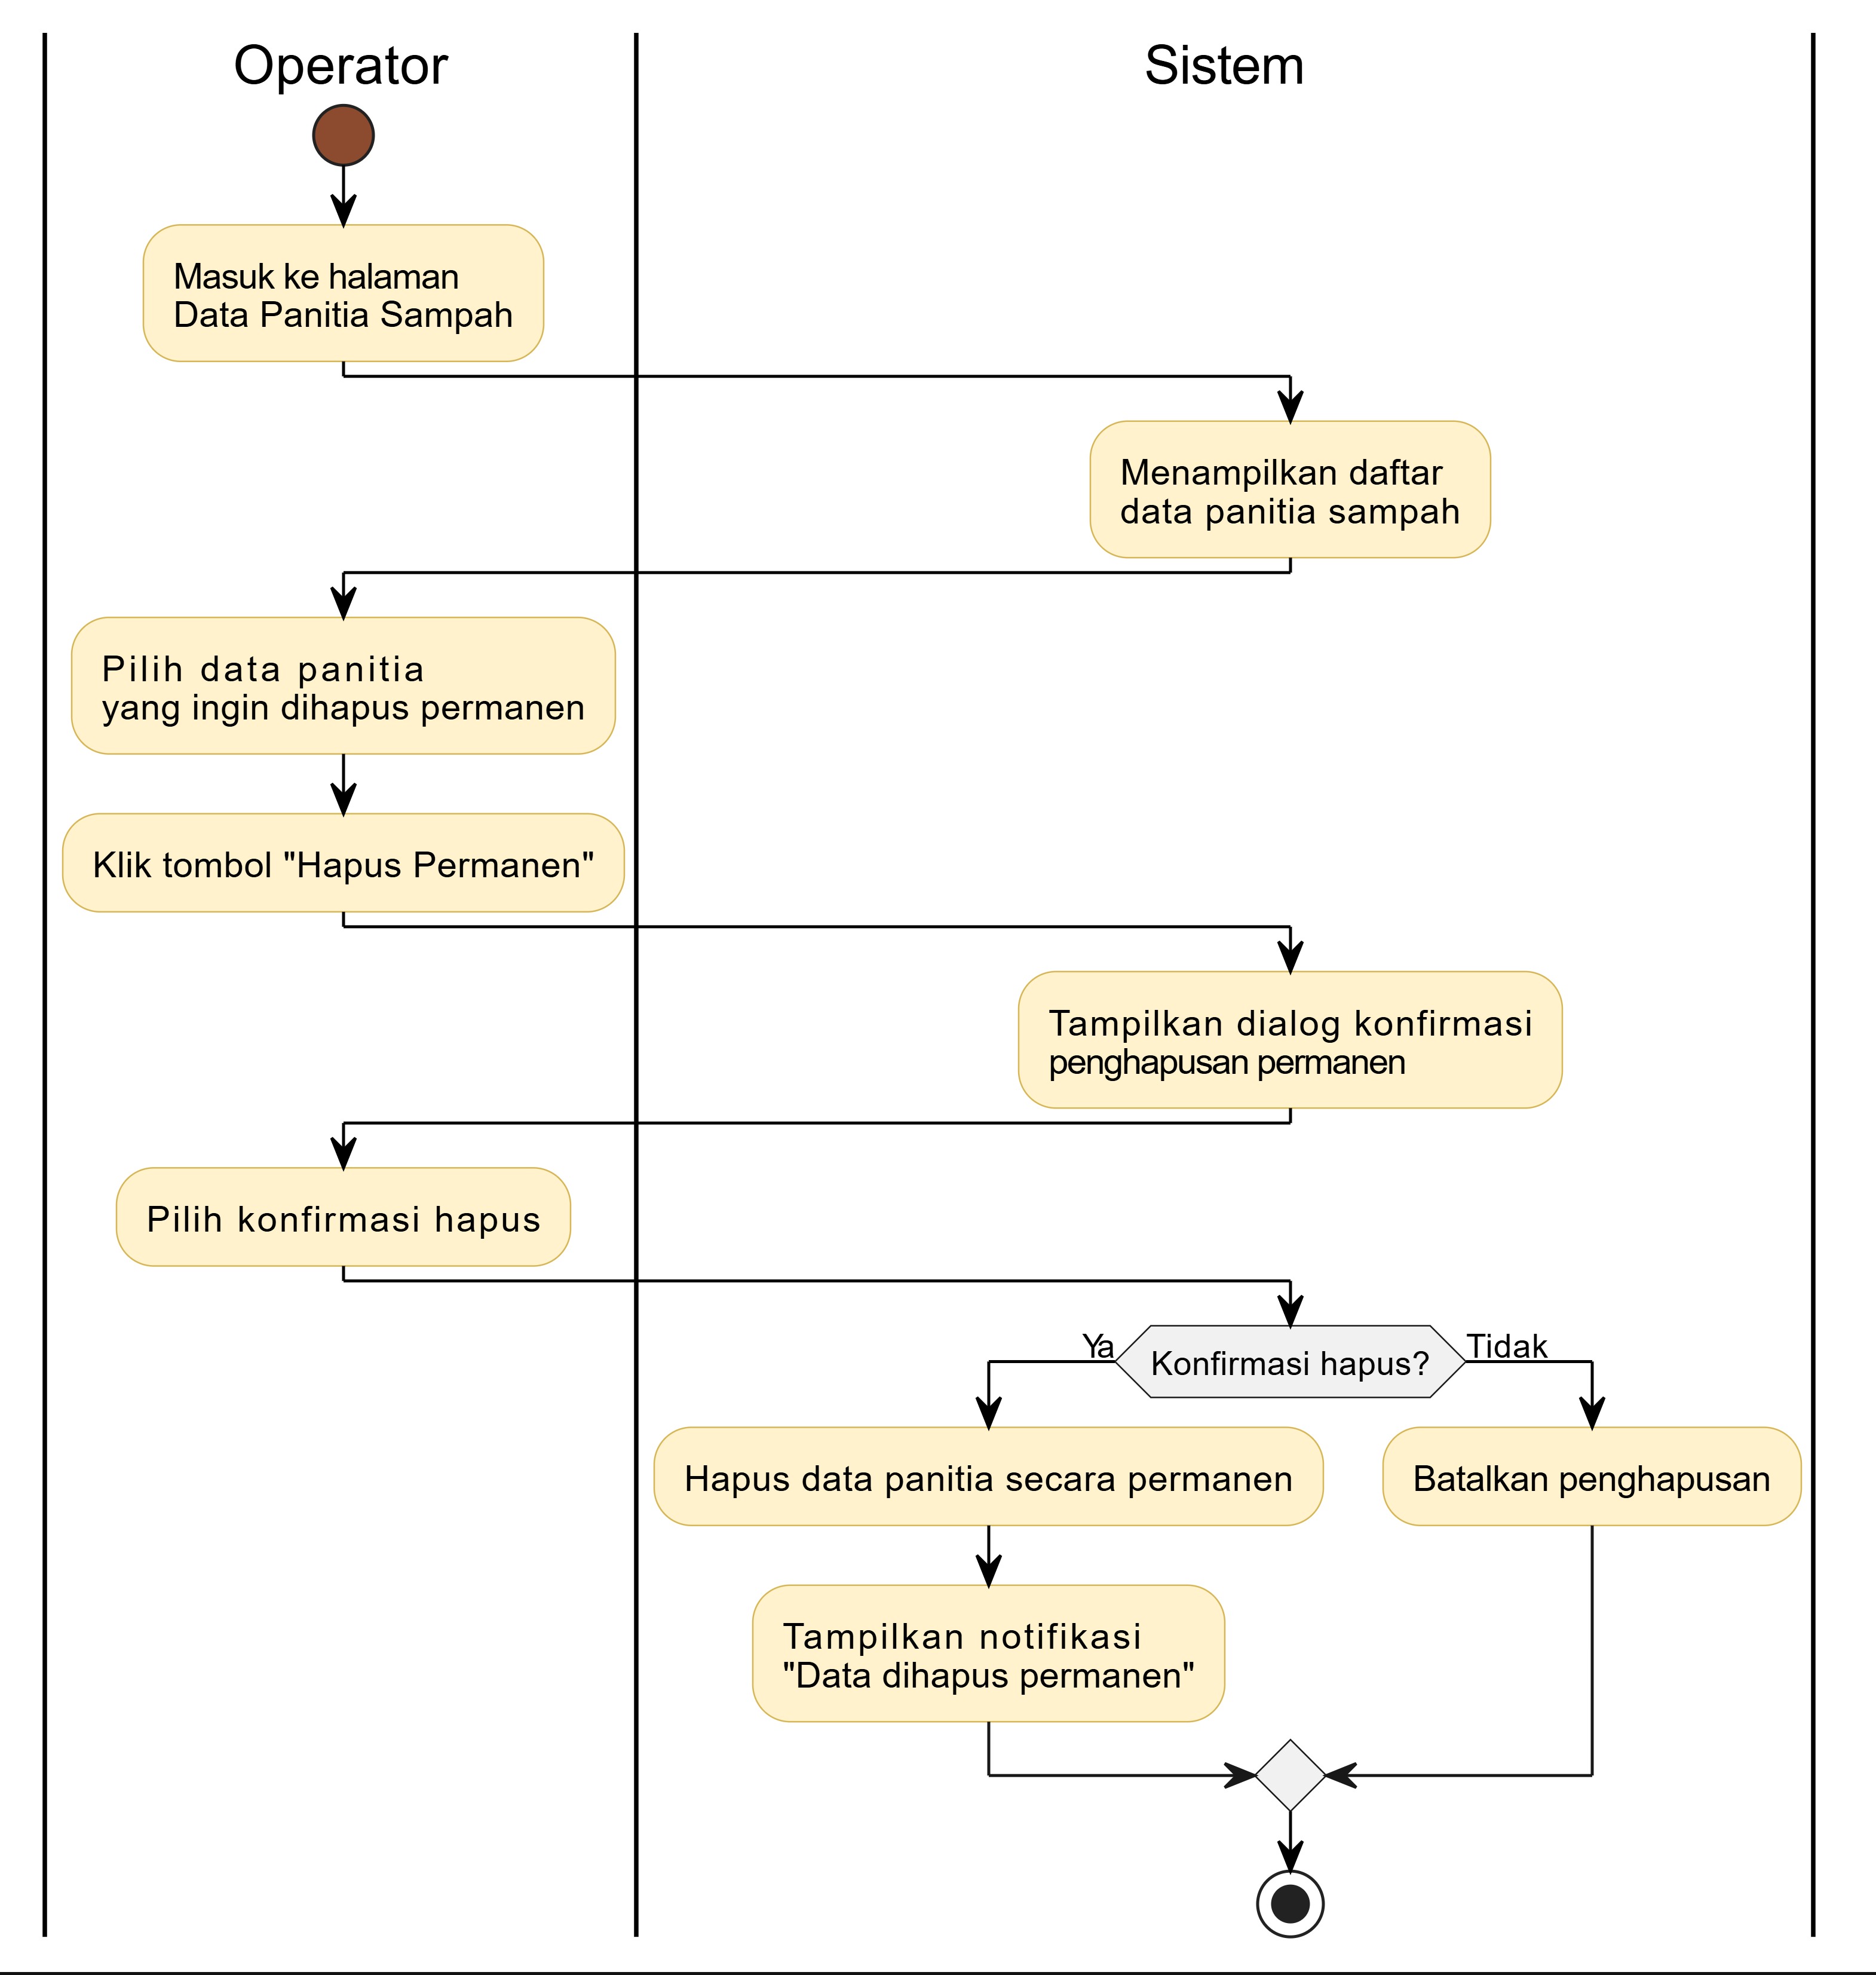 Operator
Sistem
Masuk ke halaman
Data Panitia Sampah
Menampilkan daftar
data panitia sampah
Pilih data panitia
yang ingin dihapus permanen
Klik tombol "Hapus Permanen"
Tampilkan dialog konfirmasi
penghapusan permanen
Pilih konfirmasi hapus
Ya
Konfirmasi hapus?
Tidak
Hapus data panitia secara permanen
Batalkan penghapusan
Tampilkan notifikasi
"Data dihapus permanen"